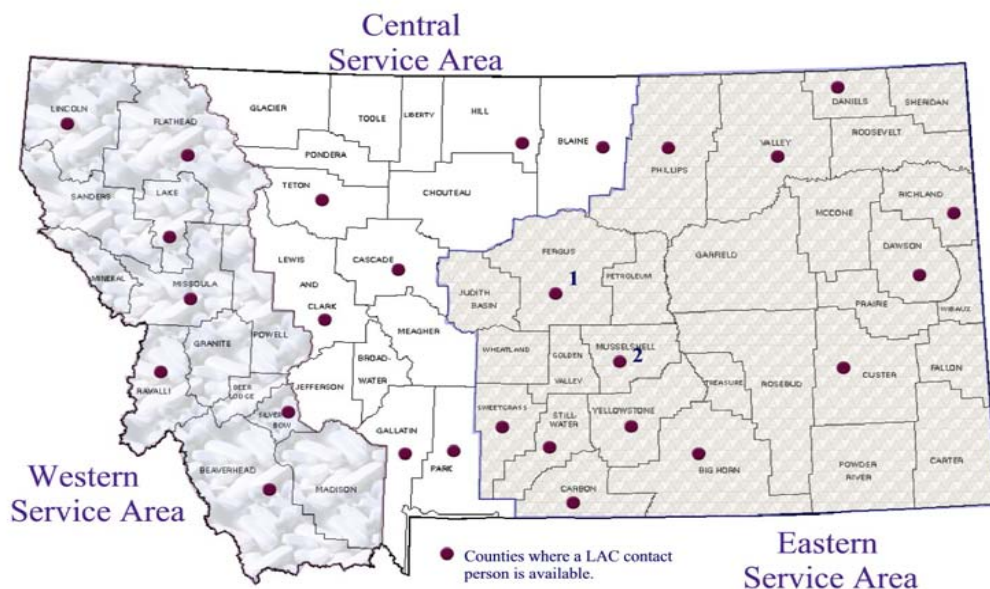 Central
Service Area
LINCOLN
FLATHEAD
GLACIER
TOOLE
LIBERTY
HILL
BLAINE
DANIELS
SHERIDAN
ROOSEVELT
PONDERA
PHILLIPS
VALLEY
SANDERS
LAKE
TETON
CHOUTEAU
RICHLAND
MCCONE
DAWSON
MINERAL
MISSOULA
LEWIS
AND
CLARK
CASCADE
JUDITH
BASIN
FERGUS
1
PETROLEUM
GARFIELD
PRAIRIE
WIBAUX
MEAGHER
POWELL
GRANITE
RAVALLI
DEER
LODGE
SILVER
BOW
JEFFERSON
BROAD-
WATER
WHEATLAND
GOLDEN
VALLEY
MUSSELSHELL
2
TREASURE
ROSEBUD
CUSTER
FALLON
GALLATIN
PARK
SWEETGRASS
STILL-
WATER
YELLOWSTONE
BIG HORN
POWDER
RIVER
CARTER
CARBON
BEAVERHEAD
MADISON
Western
Service Area
Counties where a LAC contact
person is available.
Eastern
Service Area